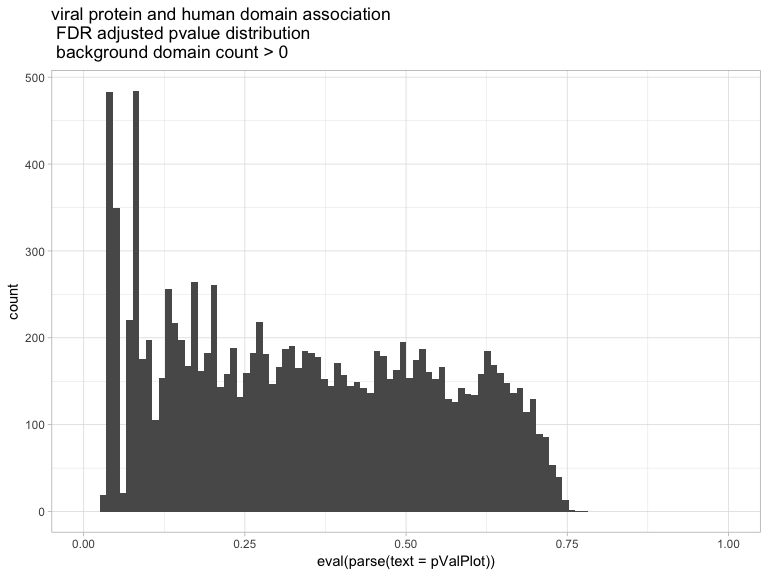 viral protein and human domain association
FDR adjusted pvalue distribution
background domain count > 0
500
400
300
200
100
0
count
0.00 0.25 0.50 0.75 1.00
eval(parse(text = pValPlot))